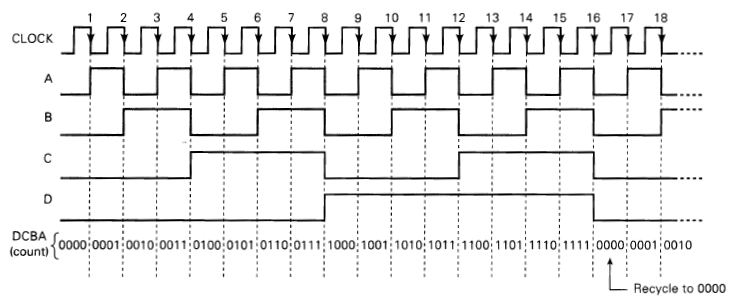 1 2 3 4 5 6 7 8 9 10 11 12 13 14 15 16 17 18
CLOCK
A
B
C
D
DCBA
(count)
0000 0001 0010 0011 0100 0101 0110 0111 1000 1001 1010 1011 1100 1101 1110 1111 0000 0001 0010
Recycle to 0000